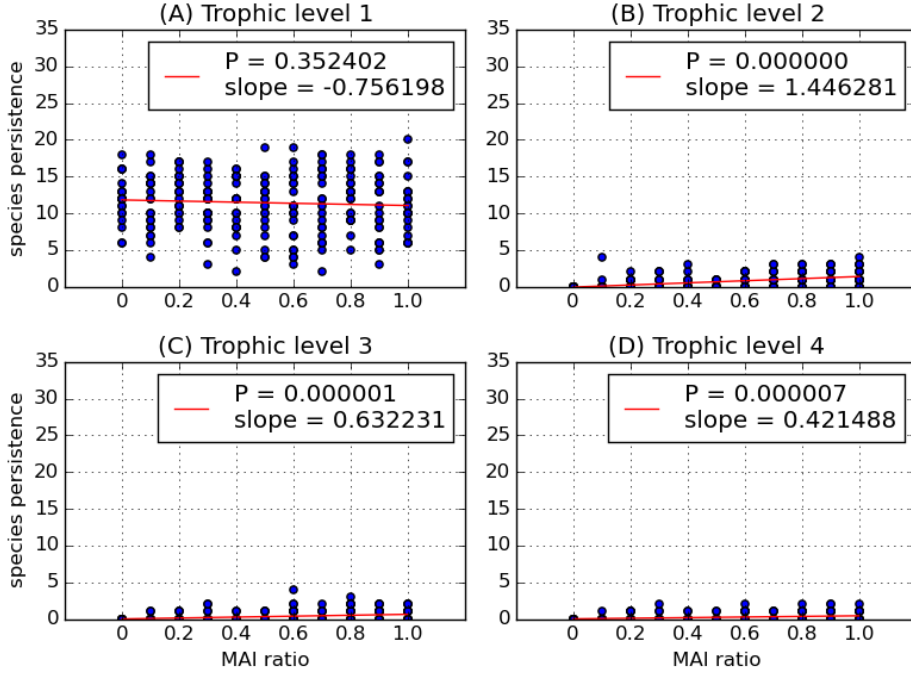 (A) Trophic level 1
(B) Trophic level 2
35
30
25
20
15
10
5
0
species persistence
P = 0.352402
slope = -0.756198
0 0.2 0.4 0.6 0.8 1.0
35
30
25
20
15
10
5
0
P = 0.000000
slope = 1.446281
0 0.2 0.4 0.6 0.8 1.0
(C) Trophic level 3
(D) Trophic level 4
35
30
25
20
15
10
5
0
species persistence
P = 0.000001
slope = 0.632231
0 0.2 0.4 0.6 0.8 1.0
MAI ratio
35
30
25
20
15
10
5
0
P = 0.000007
slope = 0.421488
0 0.2 0.4 0.6 0.8 1.0
MAI ratio